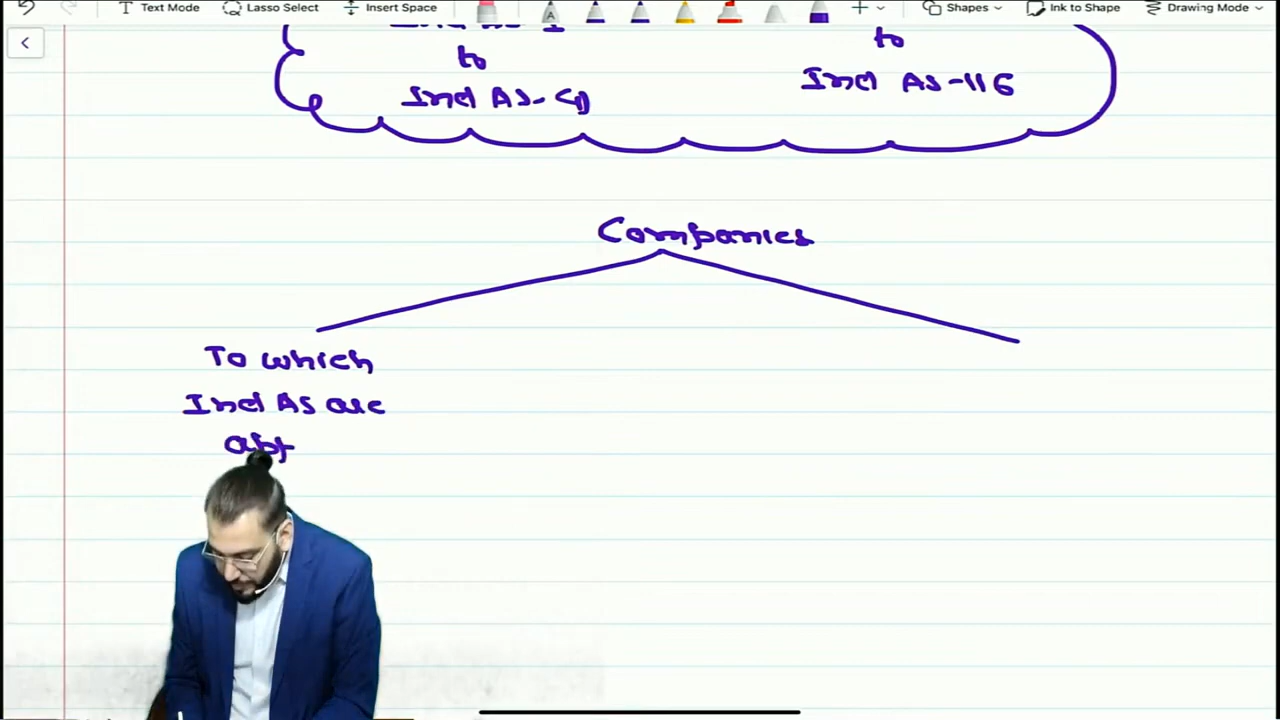 Text Mode Lasso Select Insert Space Shapes Ink to Shape Drawing Mode
to
to
Ind AS-41
Ind AS-116
Companies
To which
Ind AS are